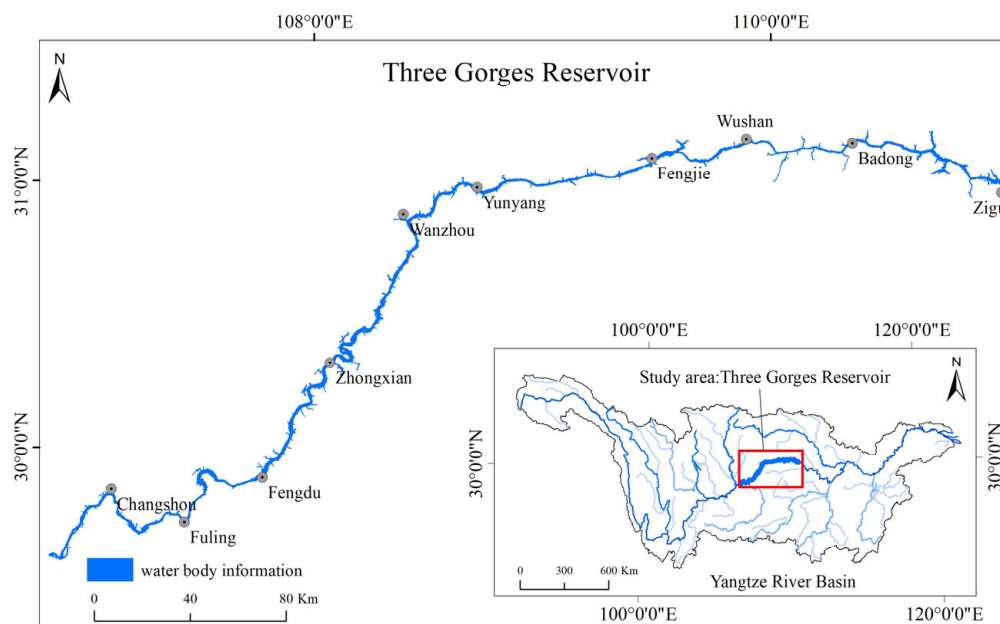 108°0'0"E
110°0'0"E
N
Three Gorges Reservoir
Wushan
Badong
Fengjie
31°0'0"N
Yunyang
Zigu
Wanzhou
100°0'0"E
120°0'0"E
Zhongxian
Study area:Three Gorges Reservoir
N
30°0'0"N
30°0'0"N
30°0'0"N
Fengdu
Changshou
Fuling
water body information
0 300 600 Km
Yangtze River Basin
0 40 80 Km
100°0'0"E
120°0'0"E